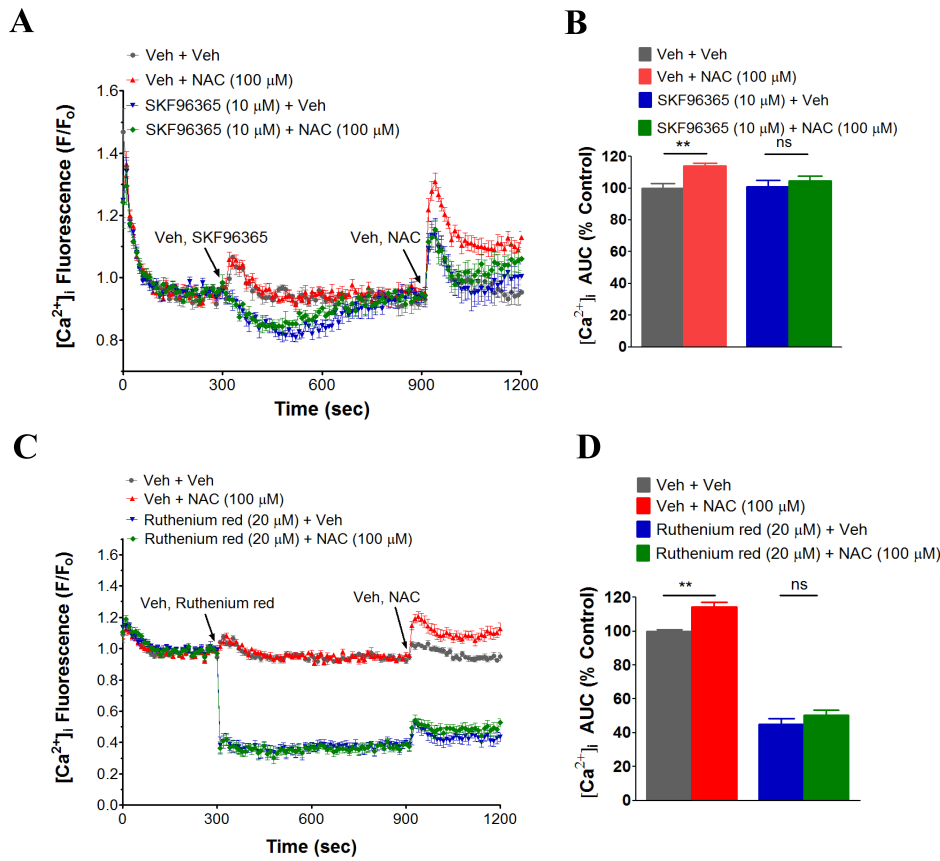 A
Veh + Veh
Veh + NAC (100 μM)
SKF96365 (10 μM) + Veh
SKF96365 (10 μM) + NAC (100 μM)
[Ca²⁺]i Fluorescence (F/Fo)
1.6
1.4
1.2
1.0
0.8
Veh, SKF96365
Veh, NAC
0
300
600
900
1200
Time (sec)
B
Veh + Veh
Veh + NAC (100 μM)
SKF96365 (10 μM) + Veh
SKF96365 (10 μM) + NAC (100 μM)
[Ca²⁺]i AUC (% Control)
120
100
80
60
40
20
0
**
ns
C
Veh + Veh
Veh + NAC (100 μM)
Ruthenium red (20 μM) + Veh
Ruthenium red (20 μM) + NAC (100 μM)
[Ca²⁺]i Fluorescence (F/Fo)
1.6
1.4
1.2
1.0
0.8
0.6
0.4
0.2
0.0
Veh, Ruthenium red
Veh, NAC
0
300
600
900
1200
Time (sec)
D
Veh + Veh
Veh + NAC (100 μM)
Ruthenium red (20 μM) + Veh
Ruthenium red (20 μM) + NAC (100 μM)
[Ca²⁺]i AUC (% Control)
120
100
80
60
40
20
0
**
ns